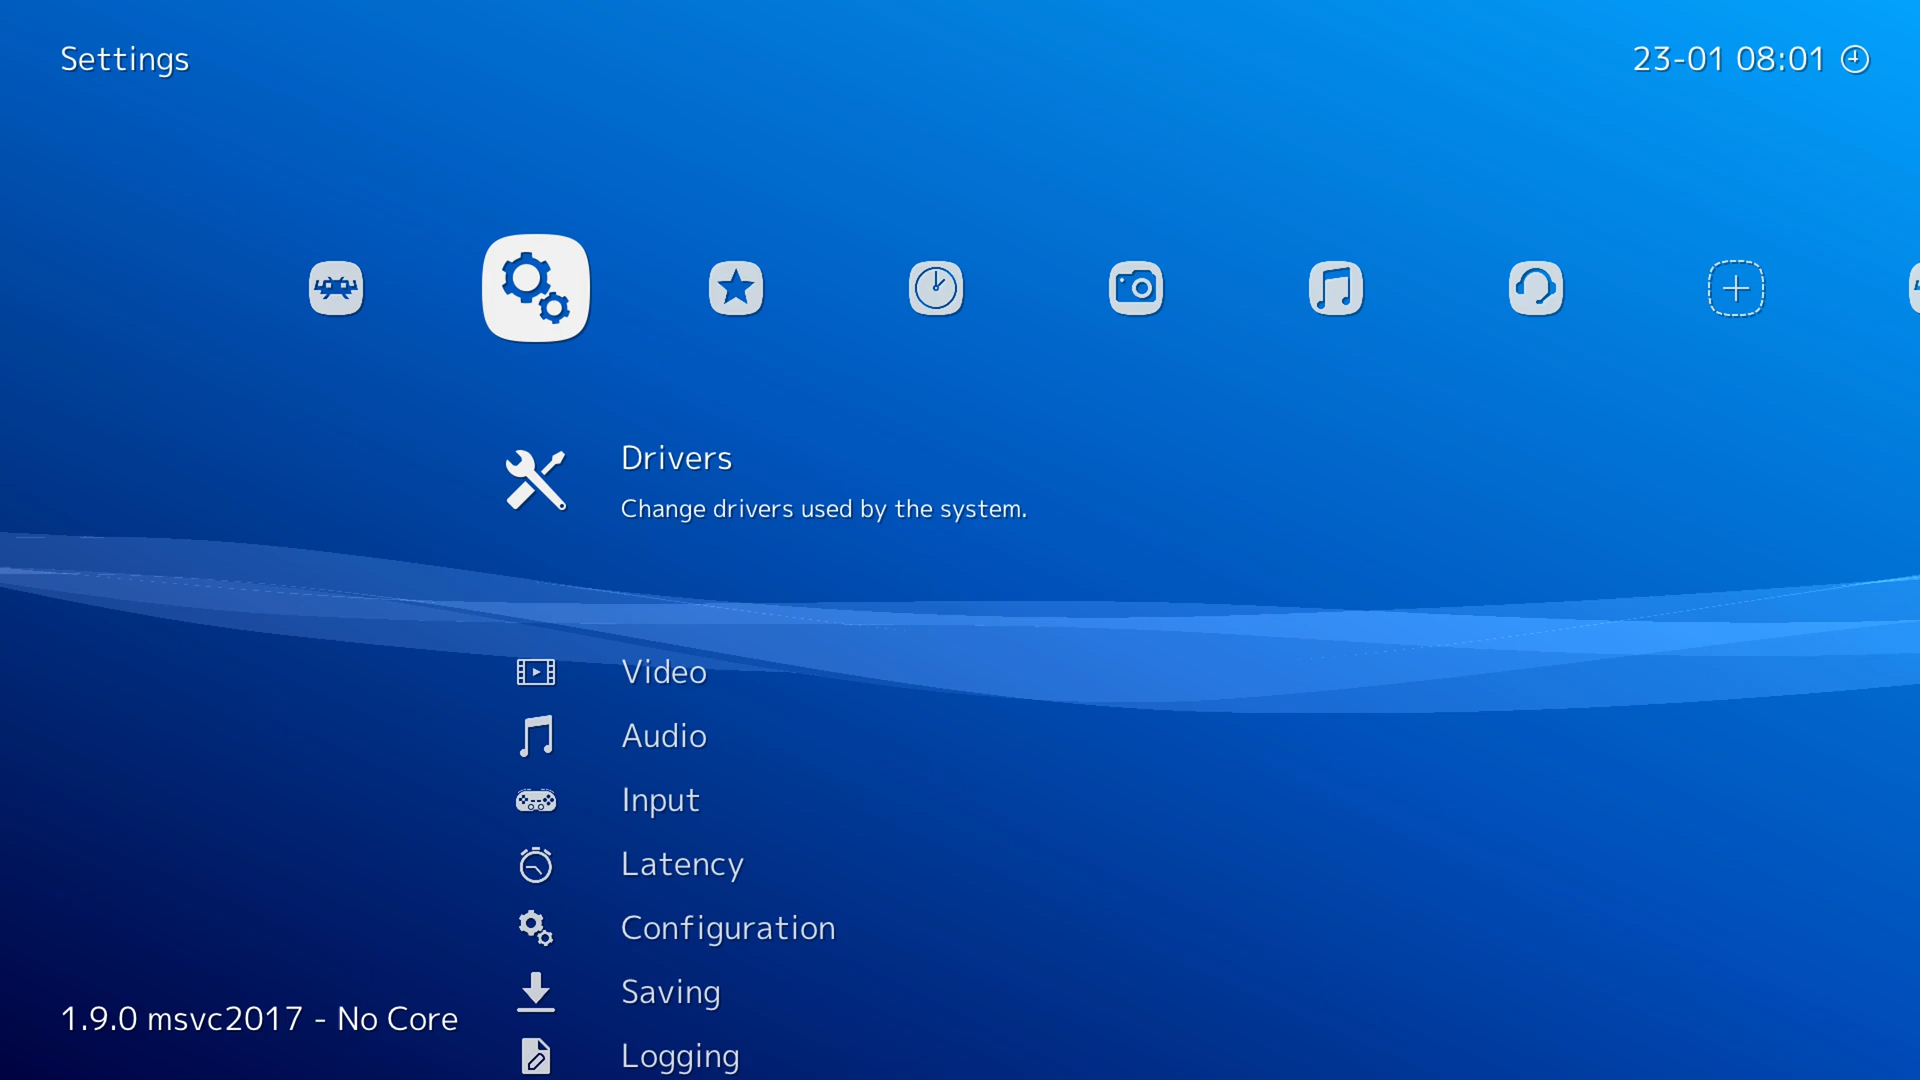 Settings
23-01 08:01
Drivers
Change drivers used by the system.
Video
Audio
Input
Latency
Configuration
Saving
1.9.0 msvc2017 - No Core
Logging